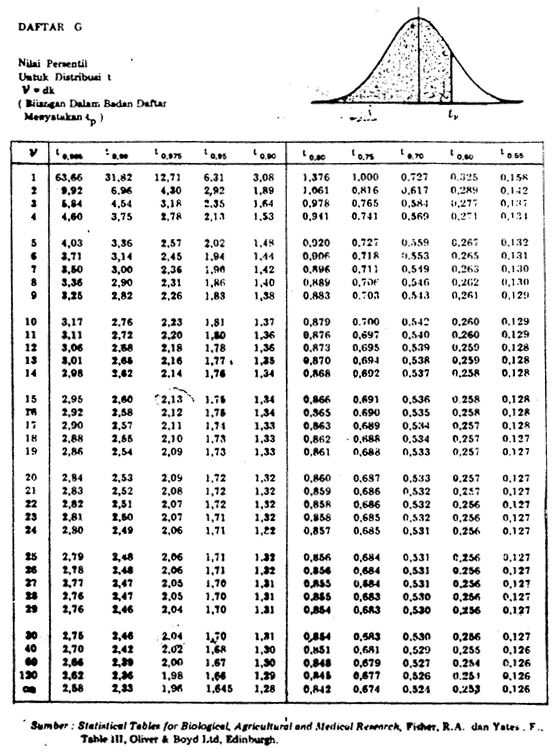 DAFTAR G
Nilai Persentil
Untuk Distribusi t
V = dk
( Bilangan Dalam Badan Daftar
Menyatakan tp )
tp
V t0,995 t0,99 t0,975 t0,95 t0,90 t0,80 t0,75 t0,70 t0,60 t0,55
1 63,66 31,82 12,71 6,31 3,08 1,376 1,000 0,727 0,325 0,158
2 9,92 6,96 4,30 2,92 1,89 1,061 0,816 0,617 0,289 0,142
3 5,84 4,54 3,18 2,35 1,64 0,978 0,765 0,584 0,277 0,137
4 4,60 3,75 2,78 2,13 1,53 0,941 0,741 0,569 0,271 0,134
5 4,03 3,36 2,57 2,02 1,48 0,920 0,727 0,559 0,267 0,132
6 3,71 3,14 2,45 1,94 1,44 0,906 0,718 0,553 0,265 0,131
7 3,50 3,00 2,36 1,90 1,42 0,896 0,711 0,549 0,263 0,130
8 3,36 2,90 2,31 1,86 1,40 0,889 0,706 0,546 0,262 0,130
9 3,25 2,82 2,26 1,83 1,38 0,883 0,703 0,543 0,261 0,129
10 3,17 2,76 2,23 1,81 1,37 0,879 0,700 0,542 0,260 0,129
11 3,11 2,72 2,20 1,80 1,36 0,876 0,697 0,540 0,260 0,129
12 3,06 2,68 2,18 1,78 1,36 0,873 0,695 0,539 0,259 0,128
13 3,01 2,65 2,16 1,77 1,35 0,870 0,694 0,538 0,259 0,128
14 2,98 2,62 2,14 1,76 1,34 0,868 0,692 0,537 0,258 0,128
15 2,95 2,60 2,13 1,75 1,34 0,866 0,691 0,536 0,258 0,128
16 2,92 2,58 2,12 1,75 1,34 0,865 0,690 0,535 0,258 0,128
17 2,90 2,57 2,11 1,74 1,33 0,863 0,689 0,534 0,257 0,128
18 2,88 2,55 2,10 1,73 1,33 0,862 0,688 0,534 0,257 0,127
19 2,86 2,54 2,09 1,73 1,33 0,861 0,688 0,533 0,257 0,127
20 2,84 2,53 2,09 1,72 1,32 0,860 0,687 0,533 0,257 0,127
21 2,83 2,52 2,08 1,72 1,32 0,859 0,686 0,532 0,257 0,127
22 2,82 2,51 2,07 1,72 1,32 0,858 0,686 0,532 0,256 0,127
23 2,81 2,50 2,07 1,71 1,32 0,858 0,685 0,532 0,256 0,127
24 2,80 2,49 2,06 1,71 1,32 0,857 0,685 0,531 0,256 0,127
25 2,79 2,48 2,06 1,71 1,32 0,856 0,684 0,531 0,256 0,127
26 2,78 2,48 2,06 1,71 1,32 0,856 0,684 0,531 0,256 0,127
27 2,77 2,47 2,05 1,70 1,31 0,855 0,684 0,531 0,256 0,127
28 2,76 2,47 2,05 1,70 1,31 0,855 0,683 0,530 0,256 0,127
29 2,76 2,46 2,04 1,70 1,31 0,854 0,683 0,530 0,256 0,127
30 2,75 2,46 2,04 1,70 1,31 0,854 0,583 0,530 0,256 0,127
40 2,70 2,42 2,02 1,68 1,30 0,851 0,681 0,529 0,255 0,126
60 2,66 2,39 2,00 1,67 1,30 0,848 0,679 0,527 0,254 0,126
120 2,62 2,36 1,98 1,66 1,29 0,845 0,677 0,526 0,254 0,126
∞ 2,58 2,33 1,96 1,645 1,28 0,842 0,674 0,524 0,253 0,126
Sumber : Statistical Tables for Biological, Agricultural and Medical Research, Fisher, R.A. dan Yates . F..
Table III, Oliver & Boyd Ltd, Edinburgh.